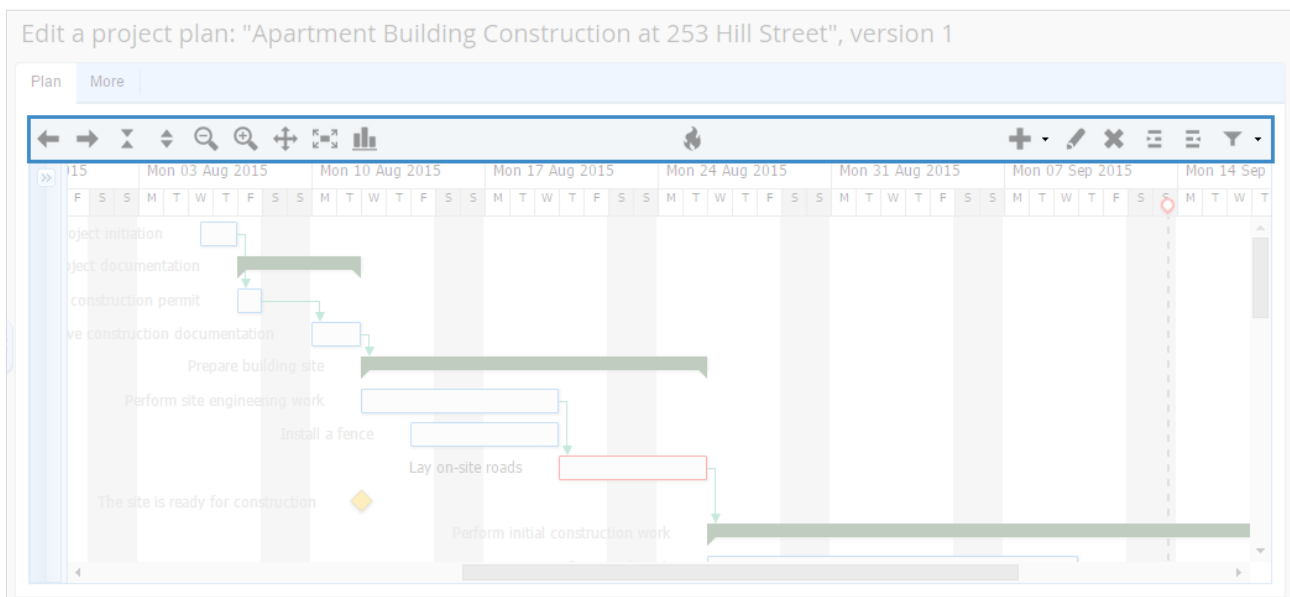 Edit a project plan: "Apartment Building Construction at 253 Hill Street", version 1
Plan More
015 Mon 03 Aug 2015 Mon 10 Aug 2015 Mon 17 Aug 2015 Mon 24 Aug 2015 Mon 31 Aug 2015 Mon 07 Sep 2015 Mon 14 Sep
F S S M T W T F S S M T W T F S S M T W T F S S M T W T F S S M T W T F S S M T W T F S S M T W T
oject initiation
ject documentation
construction permit
ve construction documentation
Prepare building site
Perform site engineering work
Install a fence
Lay on-site roads
The site is ready for construction
Perform initial construction work